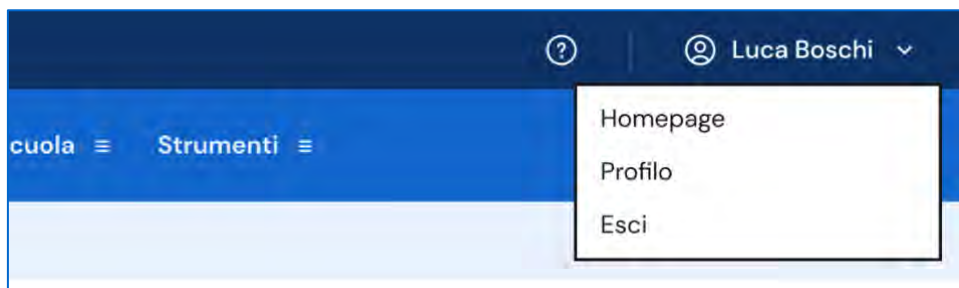 Luca Boschi
cuola Strumenti
Homepage
Profilo
Esci